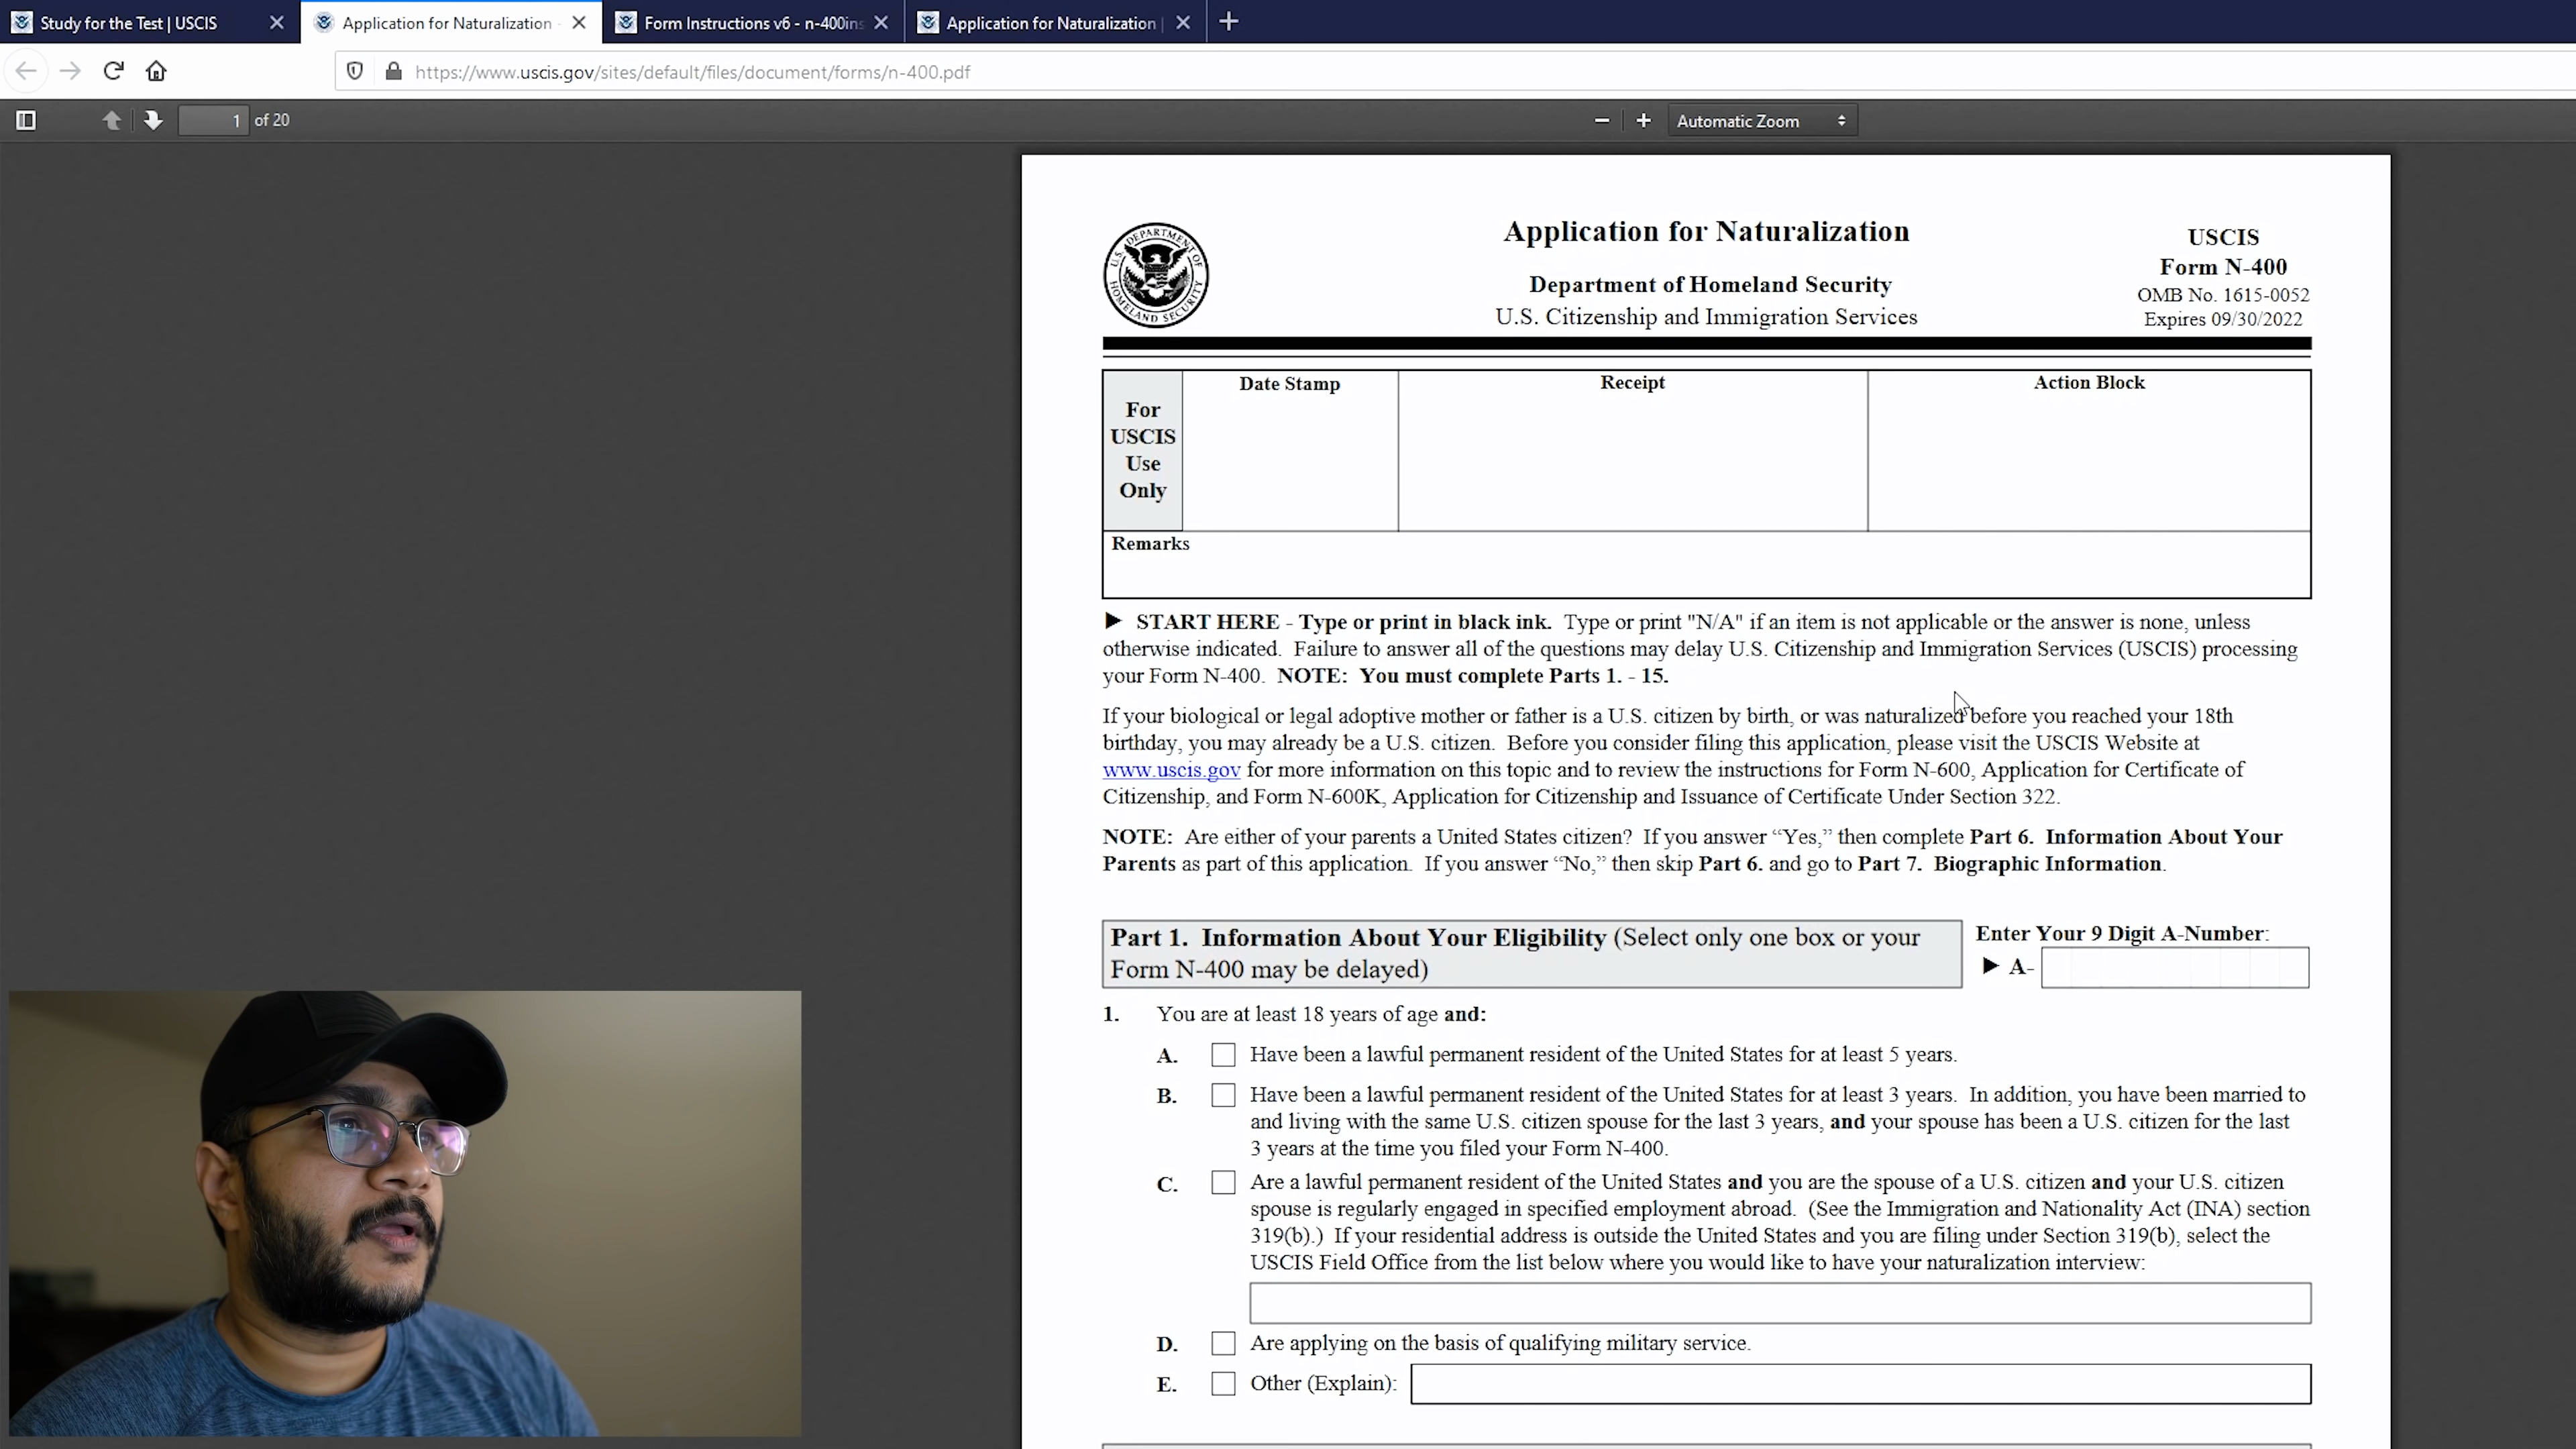 Study for the Test | USCIS
Application for Naturalization -
Form Instructions v6 - n-400ins
Application for Naturalization |
https://www.uscis.gov/sites/default/files/document/forms/n-400.pdf
1 of 20
Automatic Zoom
U.S. DEPARTMENT OF HOMELAND SECURITY
Application for Naturalization
Department of Homeland Security
U.S. Citizenship and Immigration Services
USCIS
Form N-400
OMB No. 1615-0052
Expires 09/30/2022
For
USCIS
Use
Only
Date Stamp
Receipt
Action Block
Remarks
► START HERE - Type or print in black ink. Type or print "N/A" if an item is not applicable or the answer is none, unless
otherwise indicated. Failure to answer all of the questions may delay U.S. Citizenship and Immigration Services (USCIS) processing
your Form N-400. NOTE: You must complete Parts 1. - 15.
If your biological or legal adoptive mother or father is a U.S. citizen by birth, or was naturalized before you reached your 18th
birthday, you may already be a U.S. citizen. Before you consider filing this application, please visit the USCIS Website at
www.uscis.gov for more information on this topic and to review the instructions for Form N-600, Application for Certificate of
Citizenship, and Form N-600K, Application for Citizenship and Issuance of Certificate Under Section 322.
NOTE: Are either of your parents a United States citizen? If you answer “Yes,” then complete Part 6. Information About Your
Parents as part of this application. If you answer “No,” then skip Part 6. and go to Part 7. Biographic Information.
Part 1. Information About Your Eligibility (Select only one box or your
Form N-400 may be delayed)
Enter Your 9 Digit A-Number:
► A-
1. You are at least 18 years of age and:
A. Have been a lawful permanent resident of the United States for at least 5 years.
B. Have been a lawful permanent resident of the United States for at least 3 years. In addition, you have been married to
and living with the same U.S. citizen spouse for the last 3 years, and your spouse has been a U.S. citizen for the last
3 years at the time you filed your Form N-400.
C. Are a lawful permanent resident of the United States and you are the spouse of a U.S. citizen and your U.S. citizen
spouse is regularly engaged in specified employment abroad. (See the Immigration and Nationality Act (INA) section
319(b).) If your residential address is outside the United States and you are filing under Section 319(b), select the
USCIS Field Office from the list below where you would like to have your naturalization interview:
D. Are applying on the basis of qualifying military service.
E. Other (Explain):